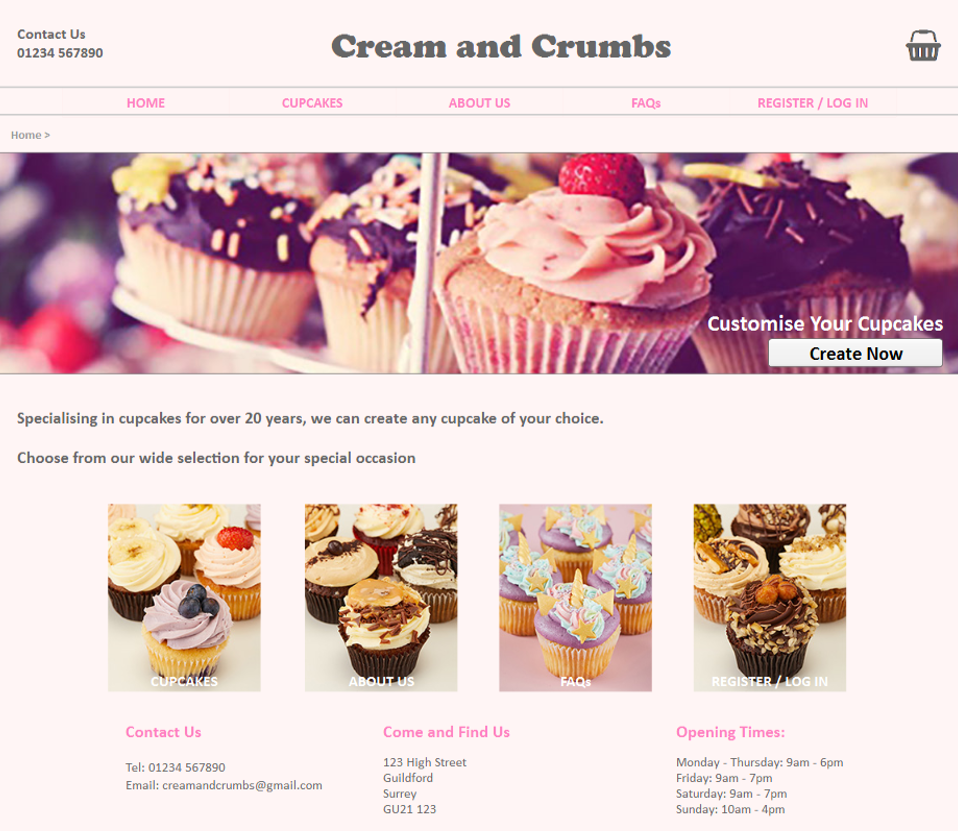 Contact Us
01234 567890
Cream and Crumbs
HOME
CUPCAKES
ABOUT US
FAQs
REGISTER / LOG IN
Home >
Customise Your Cupcakes
Create Now
Specialising in cupcakes for over 20 years, we can create any cupcake of your choice.
Choose from our wide selection for your special occasion
CUPCAKES
ABOUT US
FAQs
REGISTER / LOG IN
Contact Us
Tel: 01234 567890
Email: creamandcrumbs@gmail.com
Come and Find Us
123 High Street
Guildford
Surrey
GU21 123
Opening Times:
Monday - Thursday: 9am - 6pm
Friday: 9am - 7pm
Saturday: 9am - 7pm
Sunday: 10am - 4pm